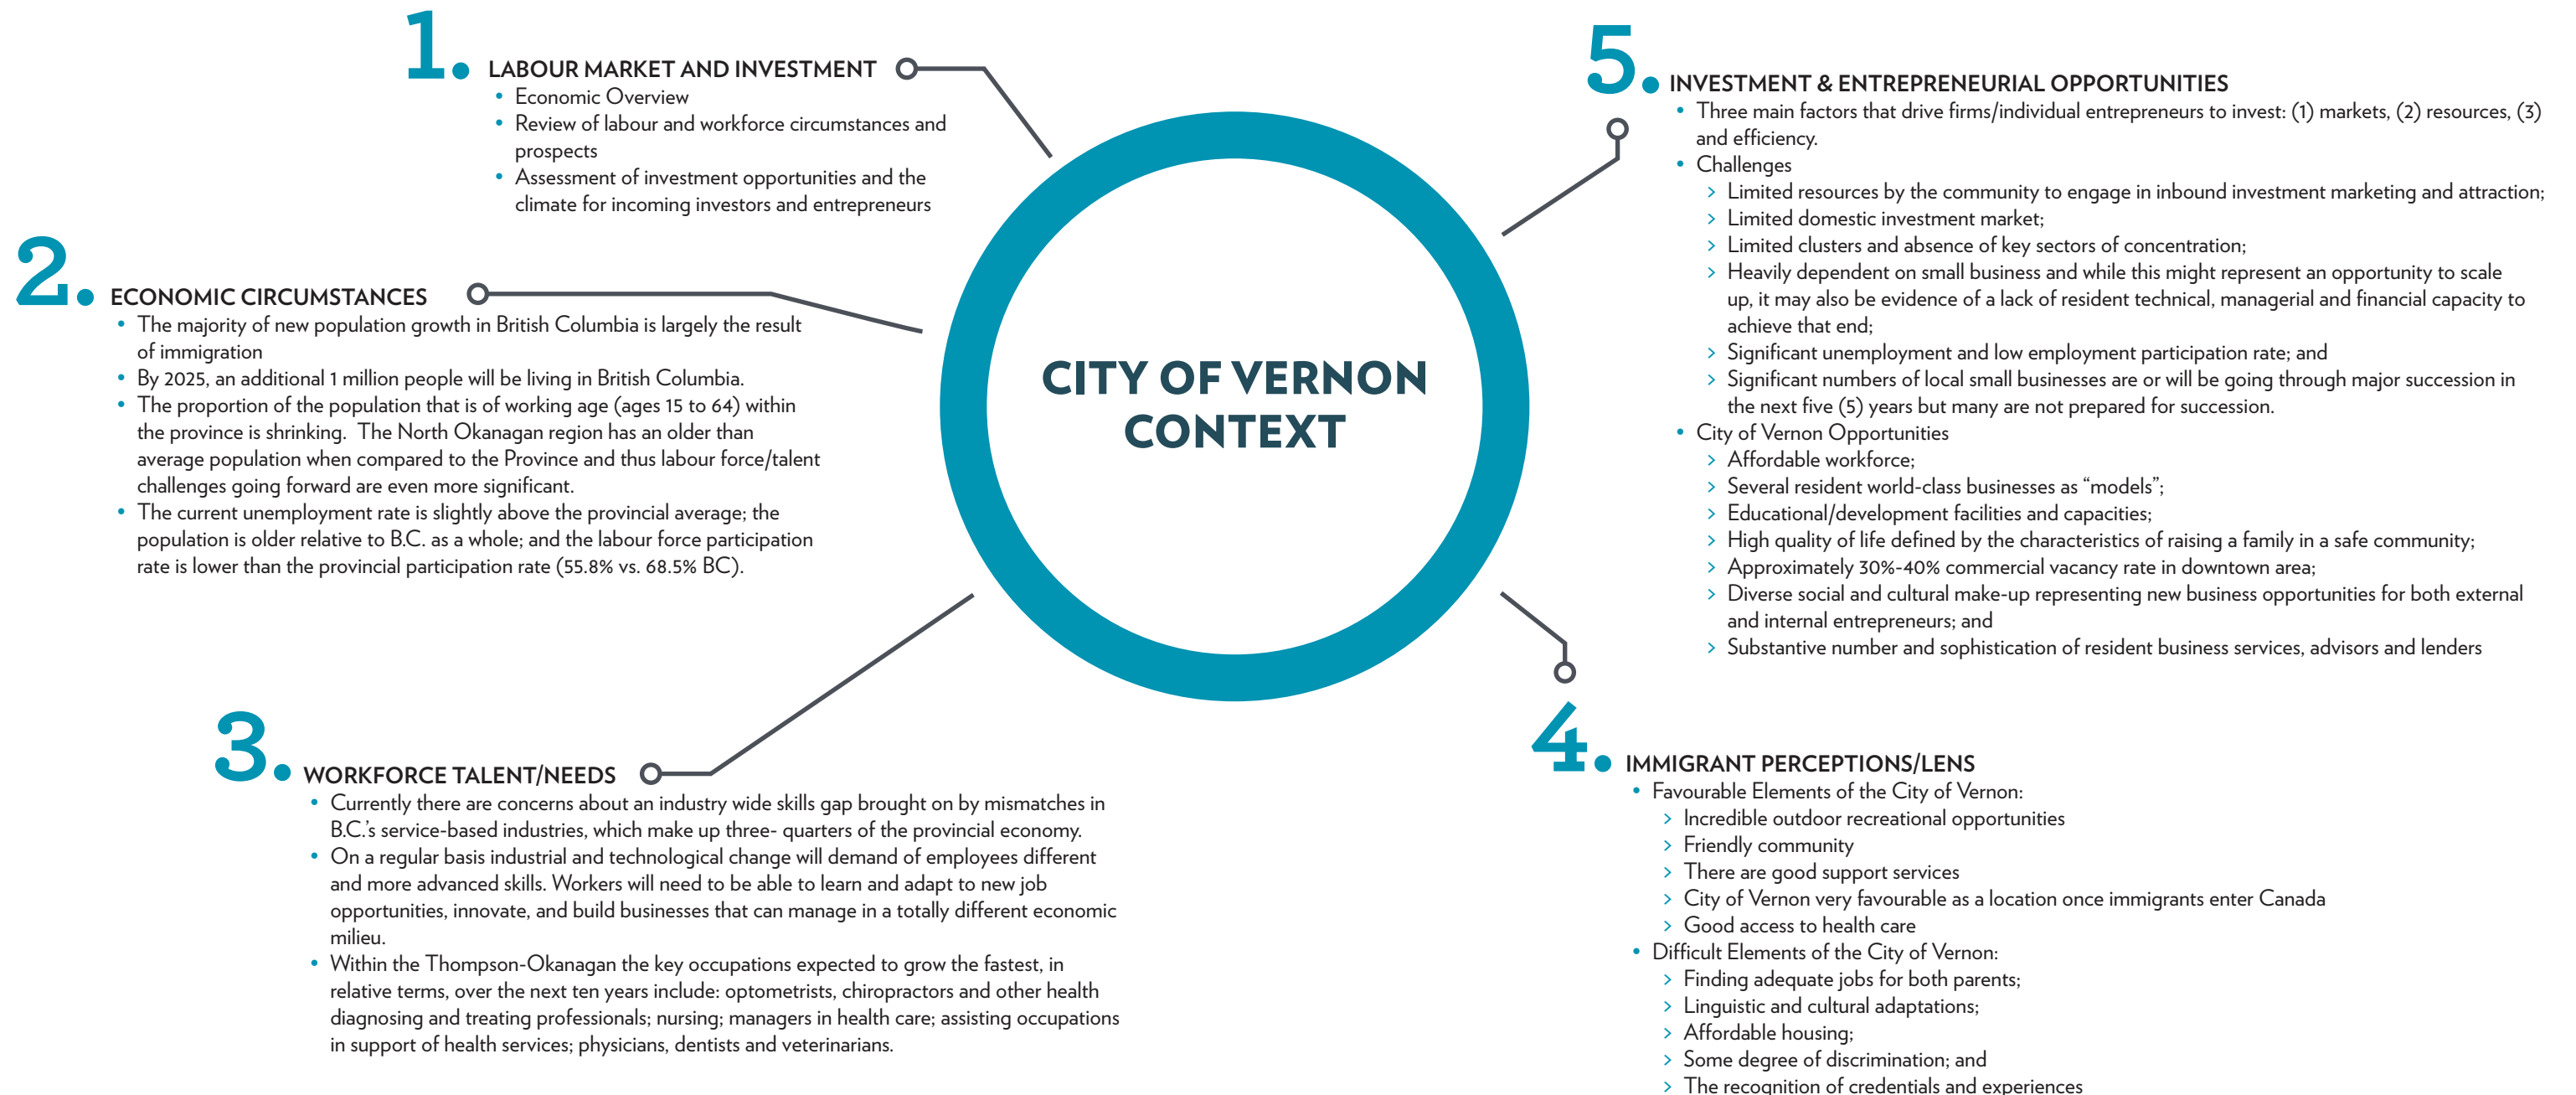 1. LABOUR MARKET AND INVESTMENT
• Economic Overview
• Review of labour and workforce circumstances and
prospects
• Assessment of investment opportunities and the
climate for incoming investors and entrepreneurs
2. ECONOMIC CIRCUMSTANCES
• The majority of new population growth in British Columbia is largely the result
of immigration
• By 2025, an additional 1 million people will be living in British Columbia.
• The proportion of the population that is of working age (ages 15 to 64) within
the province is shrinking. The North Okanagan region has an older than
average population when compared to the Province and thus labour force/talent
challenges going forward are even more significant.
• The current unemployment rate is slightly above the provincial average; the
population is older relative to B.C. as a whole; and the labour force participation
rate is lower than the provincial participation rate (55.8% vs. 68.5% BC).
3. WORKFORCE TALENT/NEEDS
• Currently there are concerns about an industry wide skills gap brought on by mismatches in
B.C.'s service-based industries, which make up three- quarters of the provincial economy.
• On a regular basis industrial and technological change will demand of employees different
and more advanced skills. Workers will need to be able to learn and adapt to new job
opportunities, innovate, and build businesses that can manage in a totally different economic
milieu.
• Within the Thompson-Okanagan the key occupations expected to grow the fastest, in
relative terms, over the next ten years include: optometrists, chiropractors and other health
diagnosing and treating professionals; nursing; managers in health care; assisting occupations
in support of health services; physicians, dentists and veterinarians.
CITY OF VERNON
CONTEXT
5. INVESTMENT & ENTREPRENEURIAL OPPORTUNITIES
• Three main factors that drive firms/individual entrepreneurs to invest: (1) markets, (2) resources, (3)
and efficiency.
• Challenges
> Limited resources by the community to engage in inbound investment marketing and attraction;
> Limited domestic investment market;
> Limited clusters and absence of key sectors of concentration;
> Heavily dependent on small business and while this might represent an opportunity to scale
up, it may also be evidence of a lack of resident technical, managerial and financial capacity to
achieve that end;
> Significant unemployment and low employment participation rate; and
> Significant numbers of local small businesses are or will be going through major succession in
the next five (5) years but many are not prepared for succession.
• City of Vernon Opportunities
> Affordable workforce;
> Several resident world-class businesses as “models”;
> Educational/development facilities and capacities;
> High quality of life defined by the characteristics of raising a family in a safe community;
> Approximately 30%-40% commercial vacancy rate in downtown area;
> Diverse social and cultural make-up representing new business opportunities for both external
and internal entrepreneurs; and
> Substantive number and sophistication of resident business services, advisors and lenders
4. IMMIGRANT PERCEPTIONS/LENS
• Favourable Elements of the City of Vernon:
> Incredible outdoor recreational opportunities
> Friendly community
> There are good support services
> City of Vernon very favourable as a location once immigrants enter Canada
> Good access to health care
• Difficult Elements of the City of Vernon:
> Finding adequate jobs for both parents;
> Linguistic and cultural adaptations;
> Affordable housing;
> Some degree of discrimination; and
> The recognition of credentials and experiences